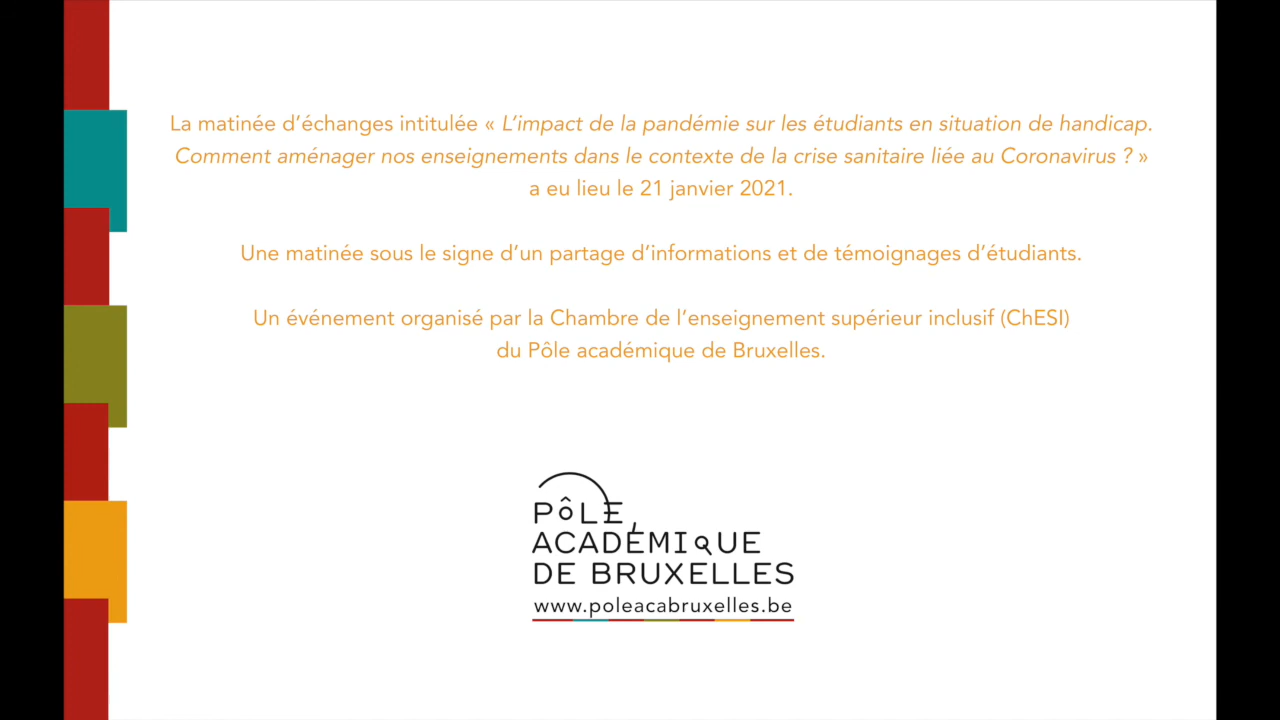 La matinée d’échanges intitulée « L’impact de la pandémie sur les étudiants en situation de handicap.
Comment aménager nos enseignements dans le contexte de la crise sanitaire liée au Coronavirus ? »
a eu lieu le 21 janvier 2021.
Une matinée sous le signe d’un partage d’informations et de témoignages d’étudiants.
Un événement organisé par la Chambre de l’enseignement supérieur inclusif (ChESI)
du Pôle académique de Bruxelles.
PÔLE
ACADÉMIQUE
DE BRUXELLES
www.poleacabruxelles.be